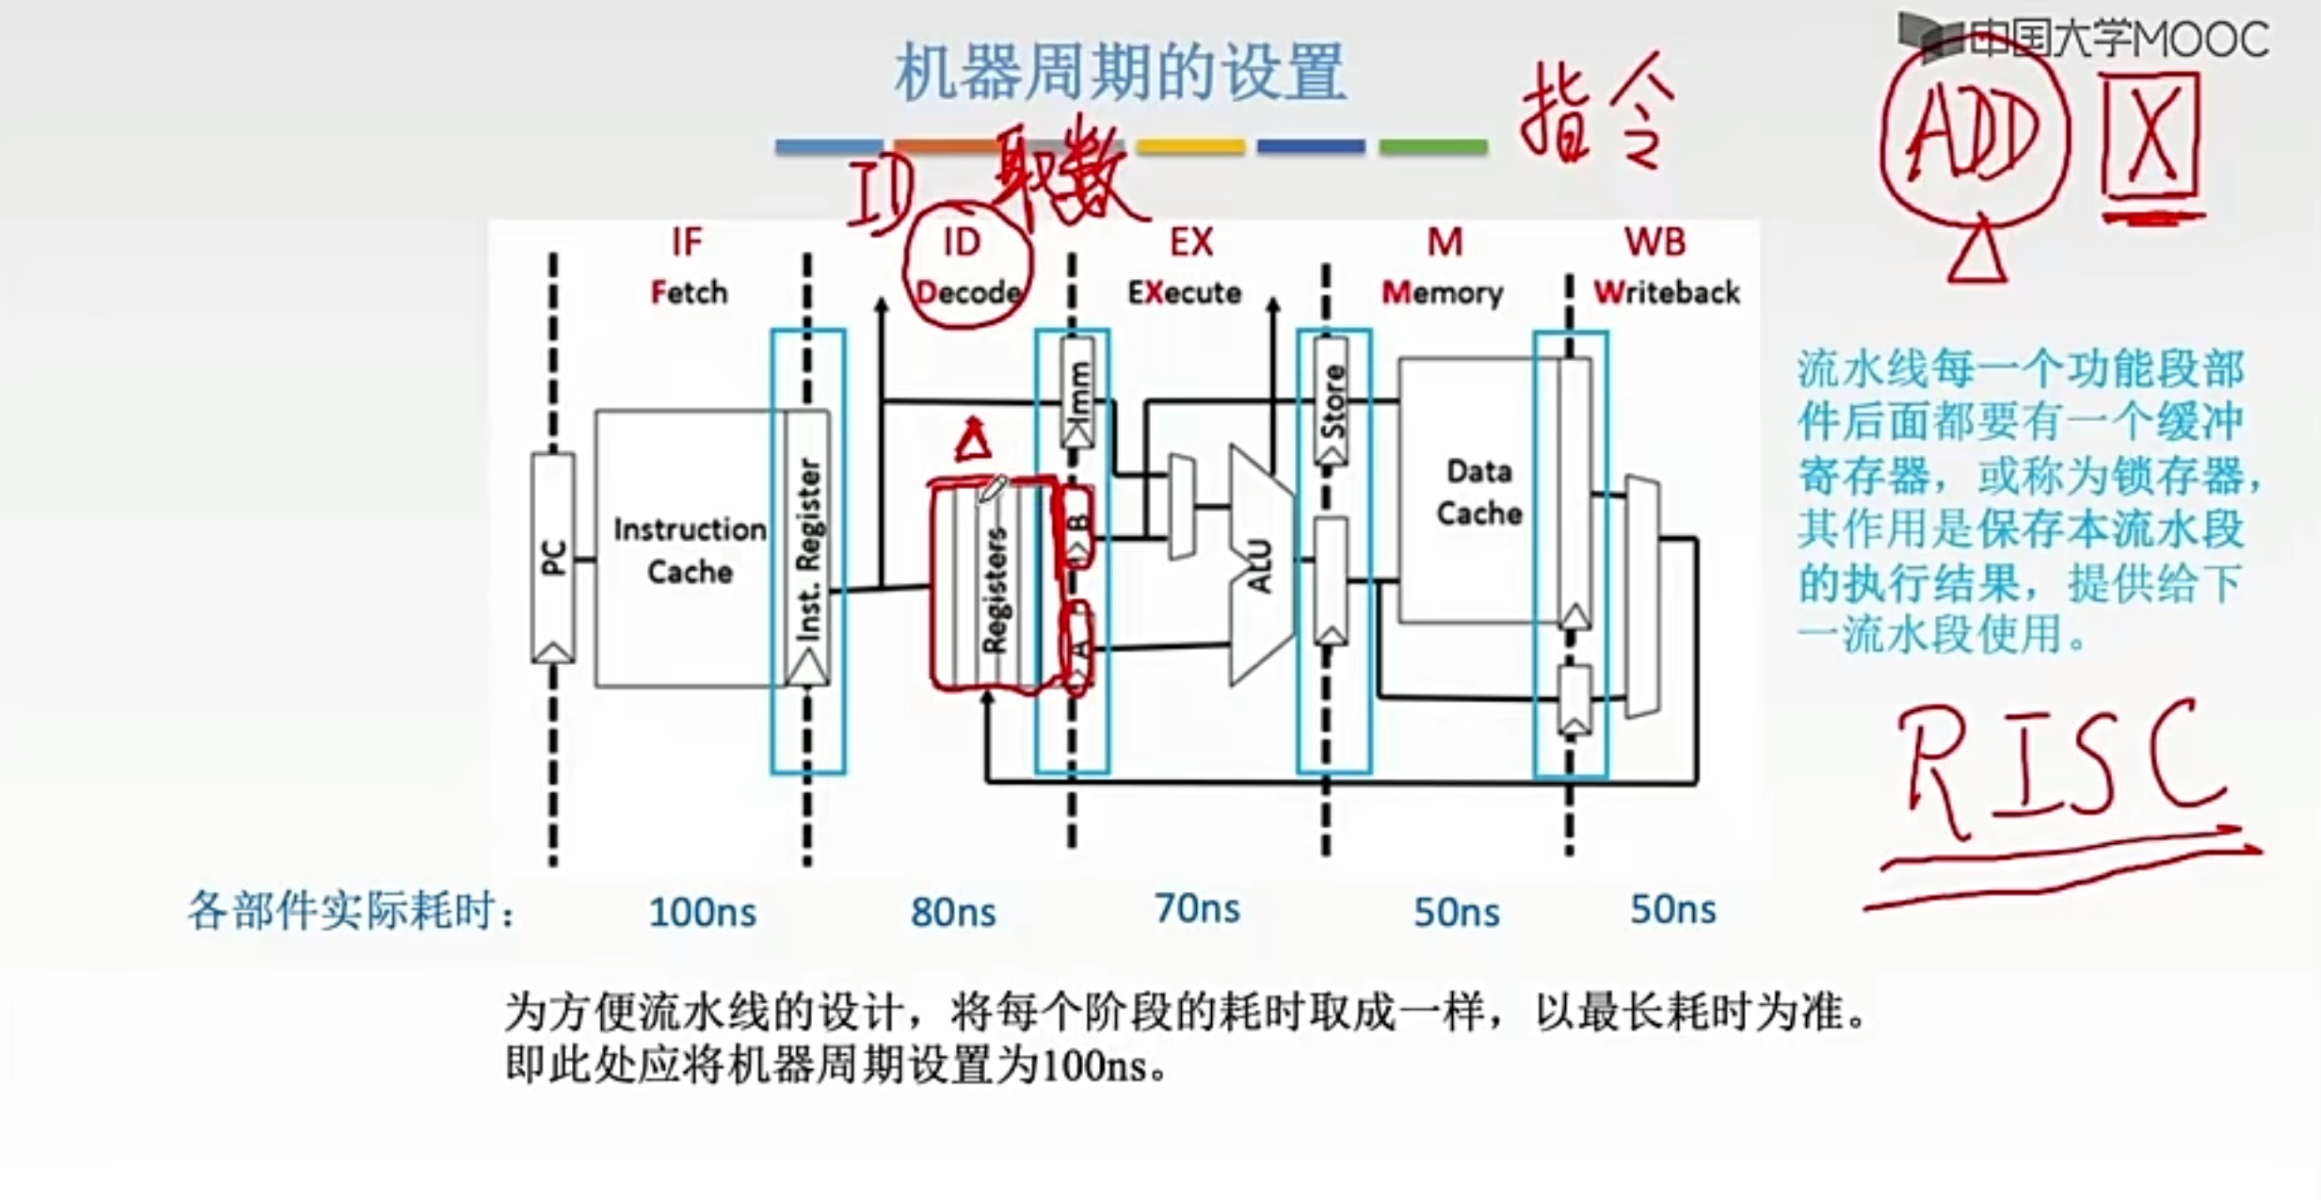 中国大学MOOC
机器周期的设置
指令
ADD
X
ID
取数
IF
ID
EX
M
WB
Fetch
Decode
EXecute
Memory
Writeback
PC
Instruction
Cache
Inst. Register
Registers
Imm
B
A
ALU
Store
Data
Cache
流水线每一个功能段部
件后面都要有一个缓冲
寄存器，或称为锁存器，
其作用是保存本流水段
的执行结果，提供给下
一流水段使用。
RISC
各部件实际耗时：
100ns
80ns
70ns
50ns
50ns
为方便流水线的设计，将每个阶段的耗时取成一样，以最长耗时为准。
即此处应将机器周期设置为100ns。